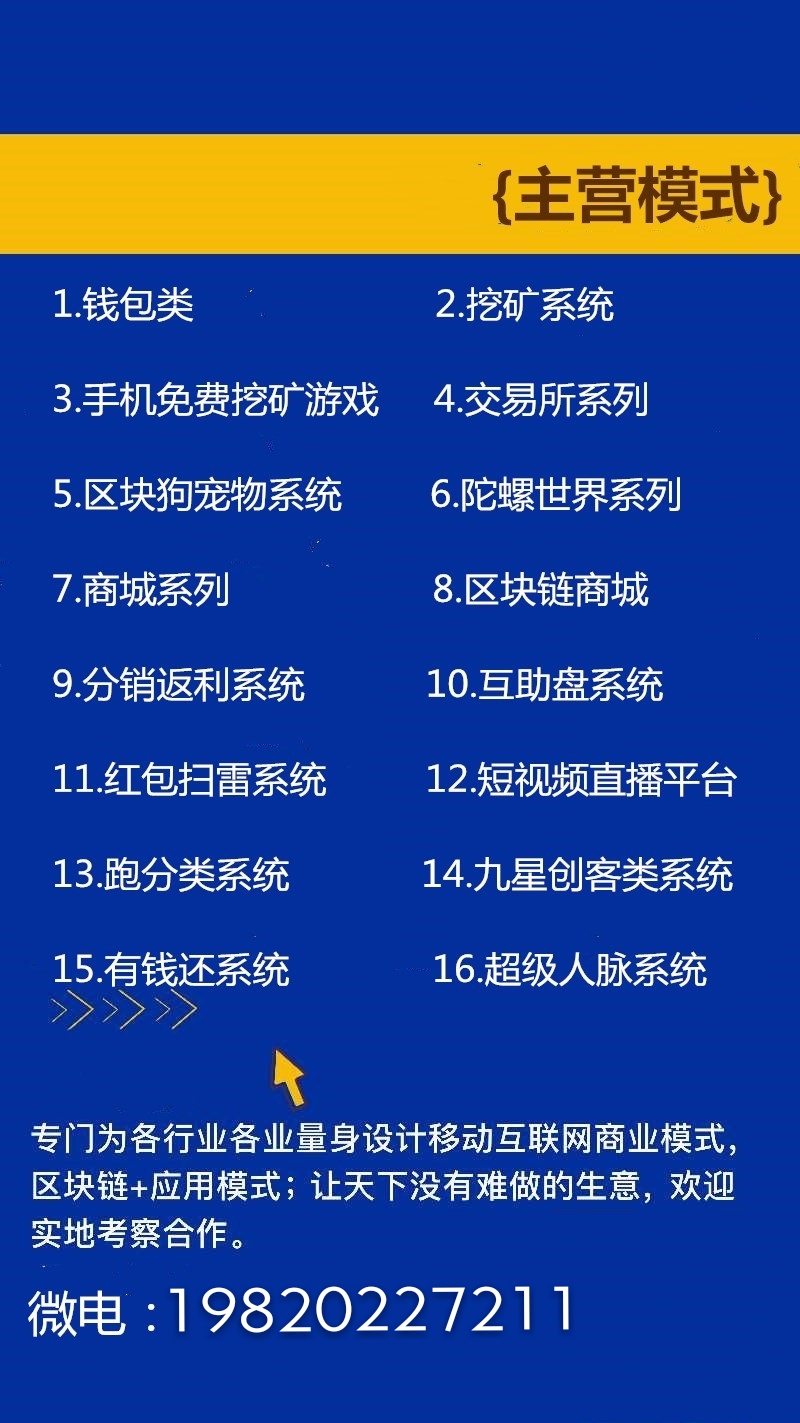 {主营模式}
1.钱包类
2.挖矿系统
3.手机免费挖矿游戏
4.交易所系列
5.区块狗宠物系统
6.陀螺世界系列
7.商城系列
8.区块链商城
9.分销返利系统
10.互助盘系统
11.红包扫雷系统
12.短视频直播平台
13.跑分类系统
14.九星创客类系统
15.有钱还系统
16.超级人脉系统
专门为各行业各业量身设计移动互联网商业模式，
区块链+应用模式；让天下没有难做的生意，欢迎
实地考察合作。
微电：19820227211